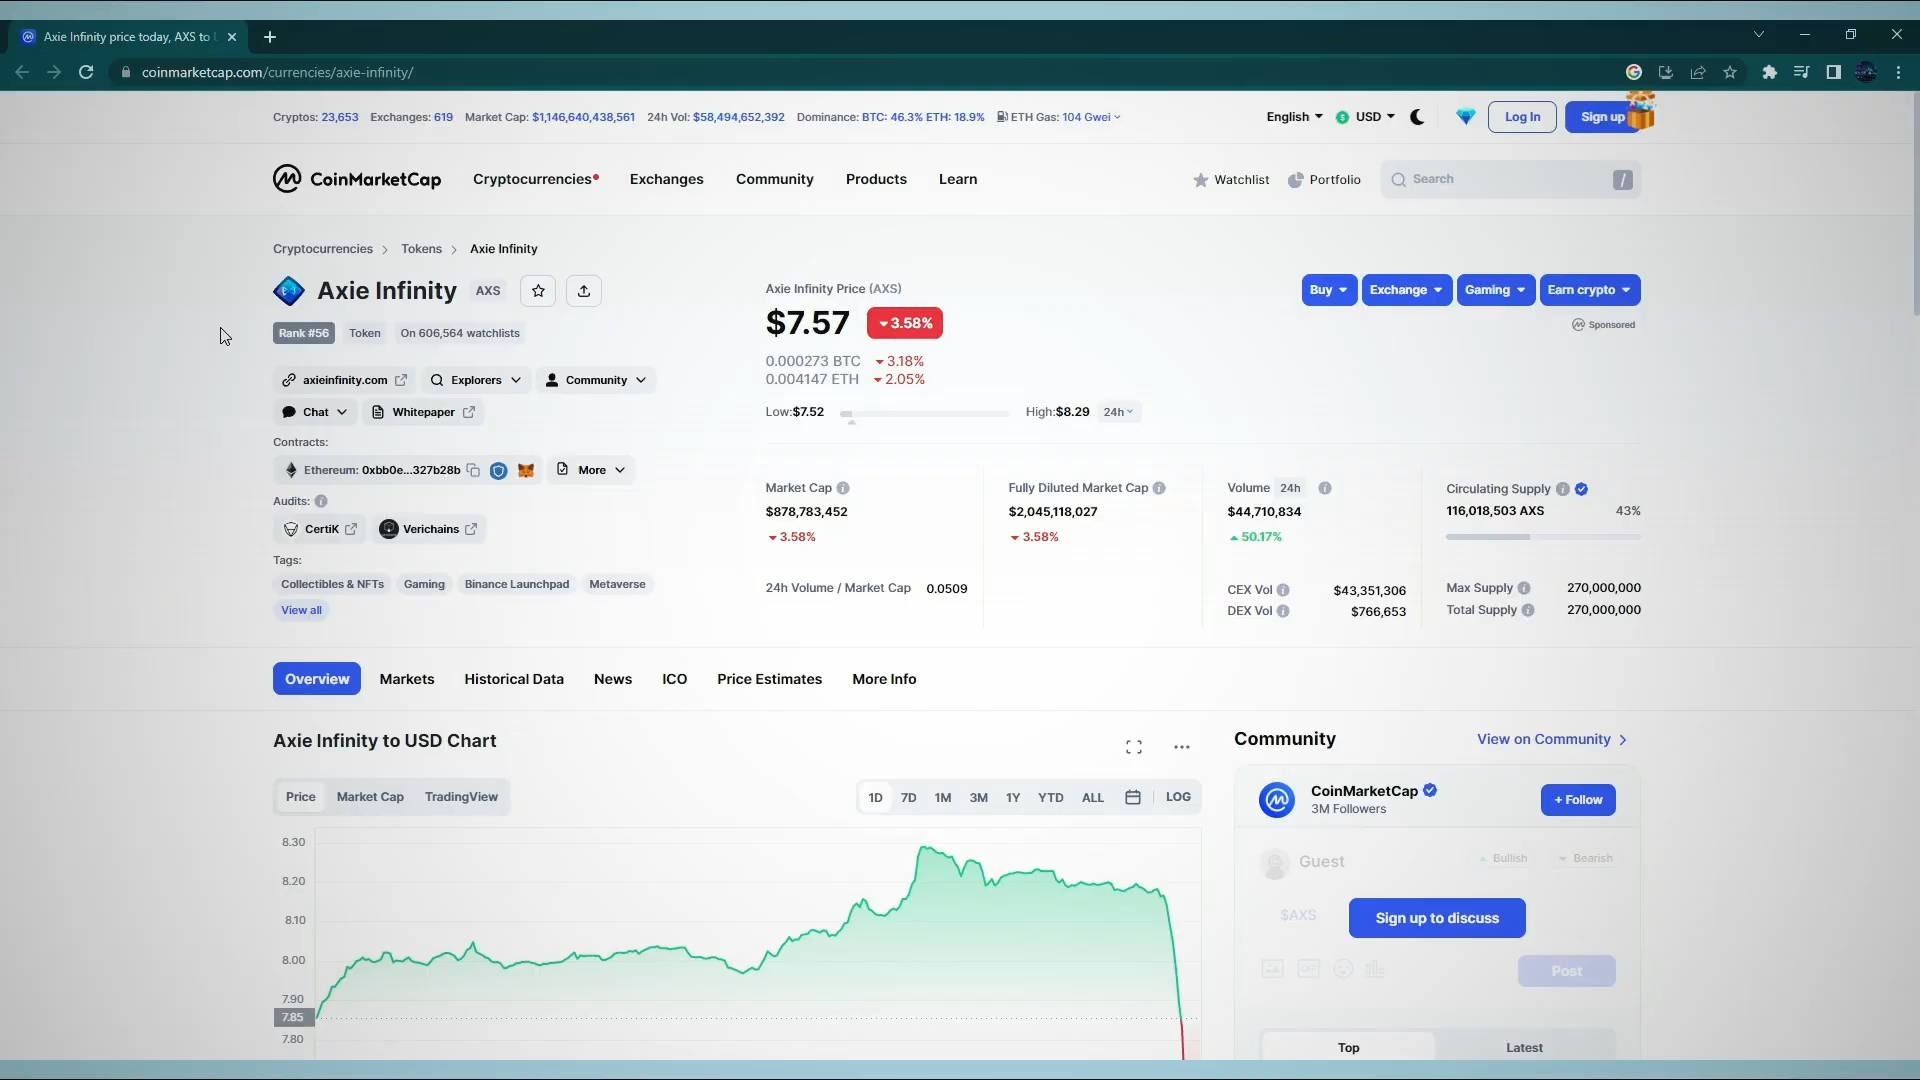 Axie Infinity price today, AXS to
coinmarketcap.com/currencies/axie-infinity/
Cryptos: 23,653 Exchanges: 619 Market Cap: $1,146,640,438,561 24h Vol: $58,494,652,392 Dominance: BTC: 46.3% ETH: 18.9% ETH Gas: 104 Gwei
English USD Log In Sign up
CoinMarketCap Cryptocurrencies Exchanges Community Products Learn Watchlist Portfolio Search /
Cryptocurrencies > Tokens > Axie Infinity
Axie Infinity AXS
Rank #56 Token On 606,564 watchlists
axieinfinity.com Explorers Community
Chat Whitepaper
Contracts:
Ethereum: 0xbb0e...327b28b More
Audits:
CertiK Verichains
Tags:
Collectibles & NFTs Gaming Binance Launchpad Metaverse
View all
Axie Infinity Price (AXS)
$7.57 3.58%
0.000273 BTC 3.18%
0.004147 ETH 2.05%
Low:$7.52 High:$8.29 24h
Buy Exchange Gaming Earn crypto
Sponsored
Market Cap
$878,783,452
3.58%
24h Volume / Market Cap 0.0509
Fully Diluted Market Cap
$2,045,118,027
3.58%
Volume 24h
$44,710,834
50.17%
CEX Vol $43,351,306
DEX Vol $766,653
Circulating Supply
116,018,503 AXS 43%
Max Supply 270,000,000
Total Supply 270,000,000
Overview Markets Historical Data News ICO Price Estimates More Info
Axie Infinity to USD Chart
Price Market Cap TradingView 1D 7D 1M 3M 1Y YTD ALL LOG
8.30
8.20
8.10
8.00
7.90
7.85
7.80
Community View on Community >
CoinMarketCap
3M Followers
+ Follow
Guest Bullish Bearish
$AXS
Sign up to discuss
Post
Top Latest